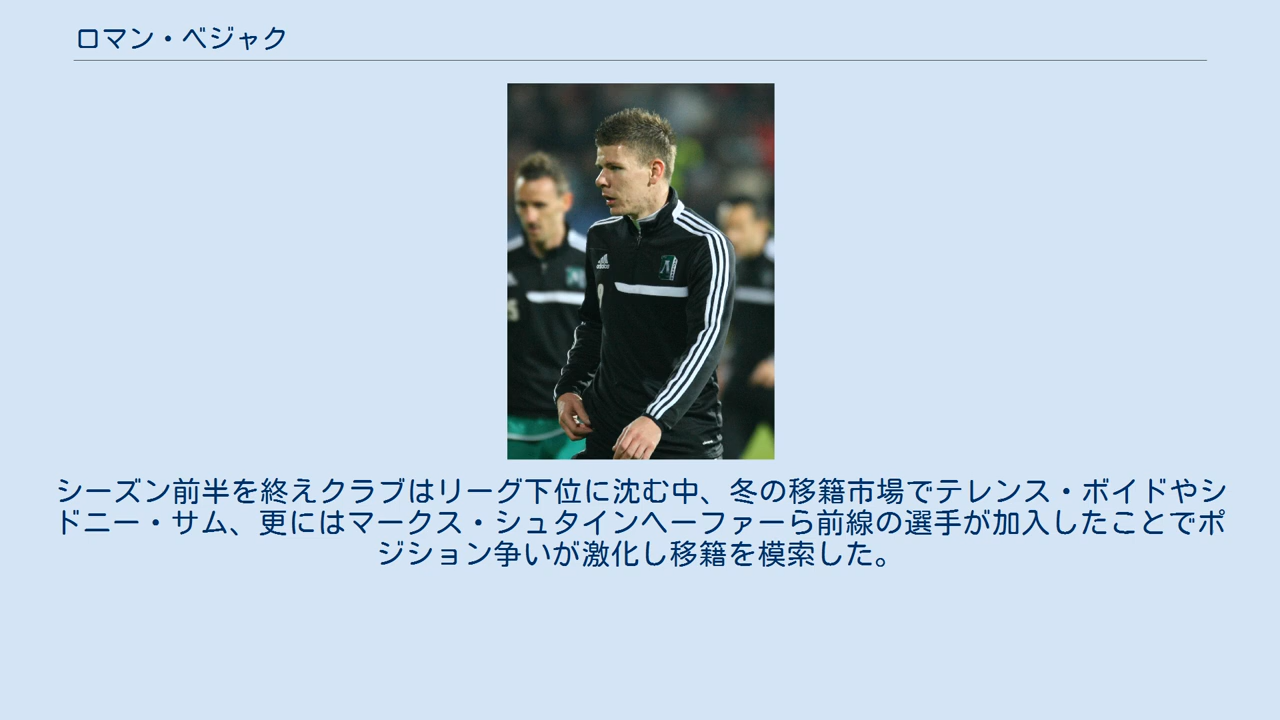 ロマン・ベジャク
adidas
シーズン前半を終えクラブはリーグ下位に沈む中、冬の移籍市場でテレンス・ボイドやシ
ドニー・サム、更にはマークス・シュタインヘーファーら前線の選手が加入したことでポ
ジション争いが激化し移籍を模索した。